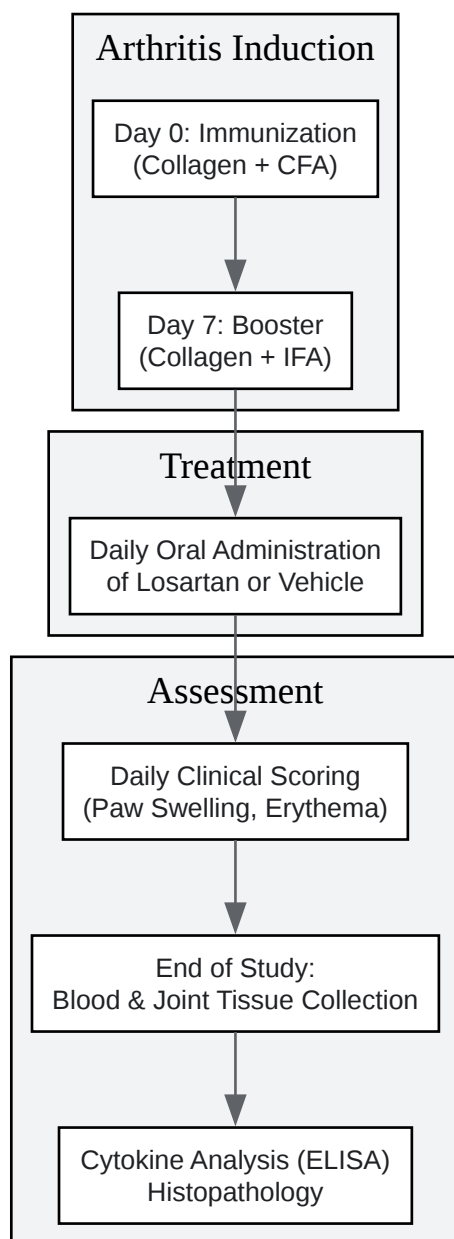 Arthritis Induction
Day 0: Immunization
(Collagen + CFA)
Day 7: Booster
(Collagen + IFA)
Treatment
Daily Oral Administration
of Losartan or Vehicle
Assessment
Daily Clinical Scoring
(Paw Swelling, Erythema)
End of Study:
Blood & Joint Tissue Collection
Cytokine Analysis (ELISA)
Histopathology